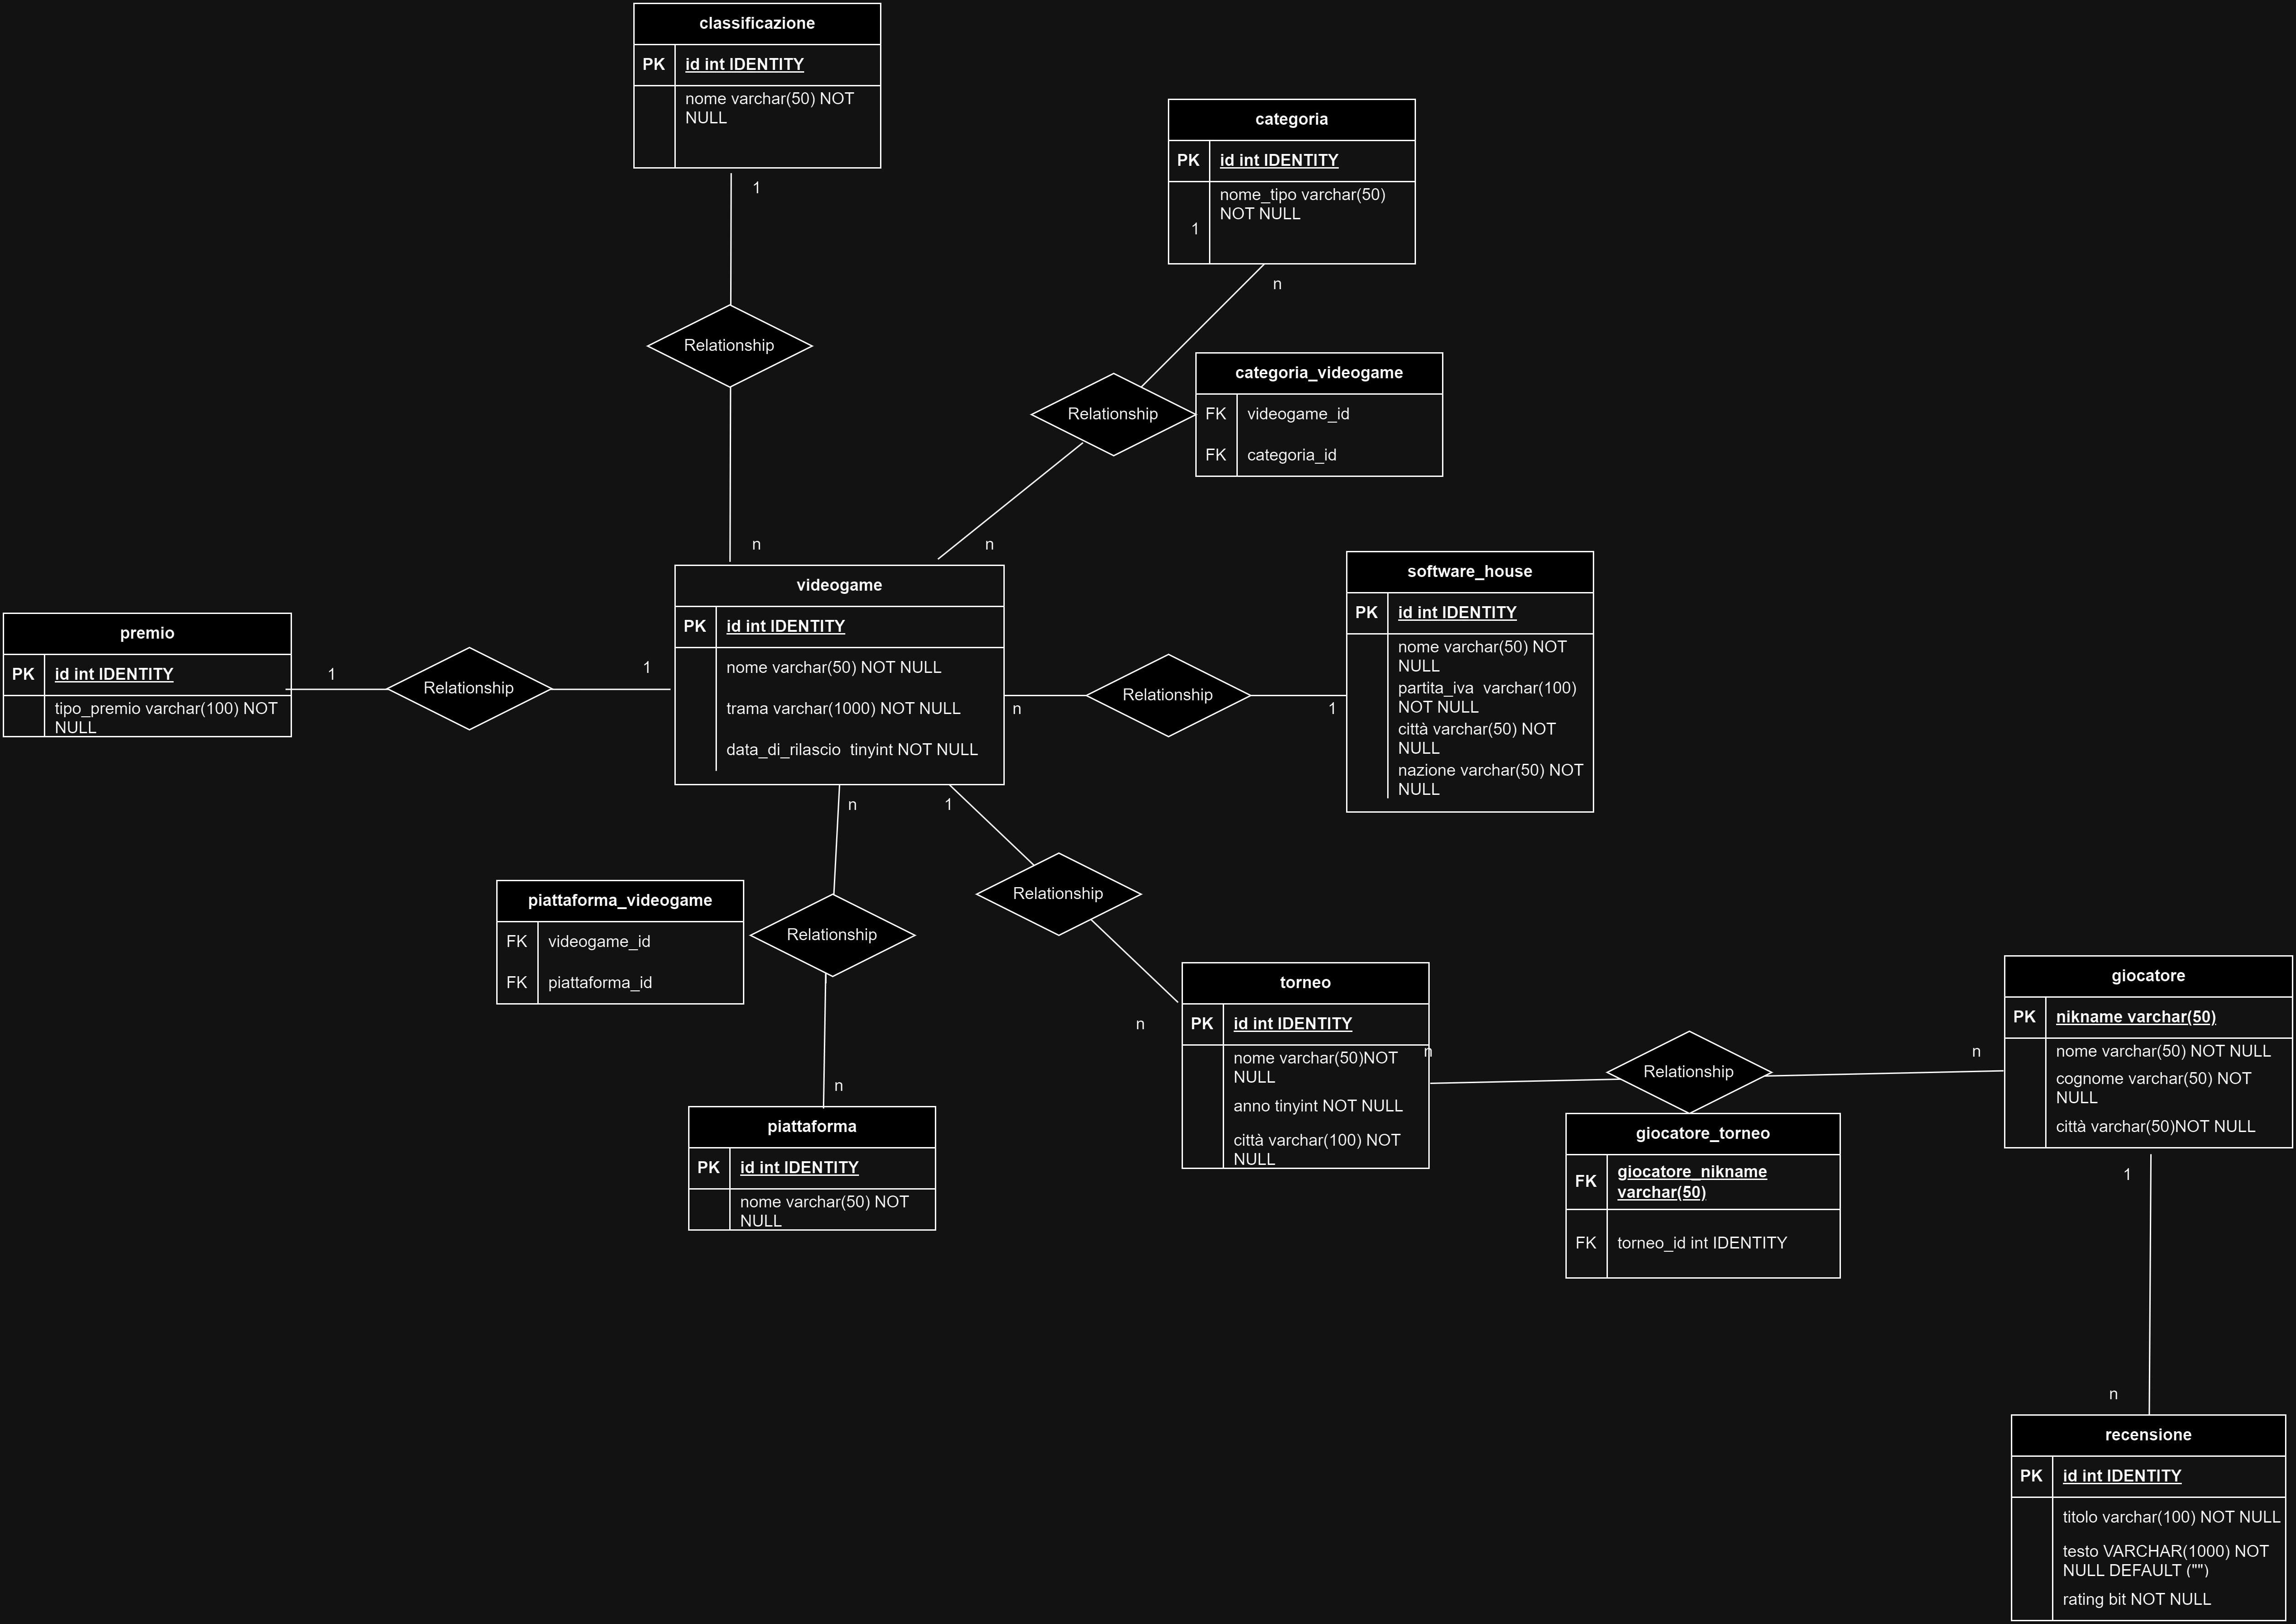 classificazione
PK id int IDENTITY
nome varchar(50) NOT
NULL
1
Relationship
n
categoria
PK id int IDENTITY
nome_tipo varchar(50)
NOT NULL
1
n
Relationship
categoria_videogame
FK videogame_id
FK categoria_id
n
premio
PK id int IDENTITY
tipo_premio varchar(100) NOT
NULL
1
Relationship
1
videogame
PK id int IDENTITY
nome varchar(50) NOT NULL
trama varchar(1000) NOT NULL
data_di_rilascio  tinyint NOT NULL
n
Relationship
1
software_house
PK id int IDENTITY
nome varchar(50) NOT
NULL
partita_iva  varchar(100)
NOT NULL
città varchar(50) NOT
NULL
nazione varchar(50) NOT
NULL
n
1
piattaforma_videogame
FK videogame_id
FK piattaforma_id
Relationship
n
piattaforma
PK id int IDENTITY
nome varchar(50) NOT
NULL
Relationship
n
torneo
PK id int IDENTITY
nome varchar(50)NOT
NULL
anno tinyint NOT NULL
città varchar(100) NOT
NULL
n
Relationship
n
giocatore_torneo
FK giocatore_nikname
varchar(50)
FK torneo_id int IDENTITY
giocatore
PK nikname varchar(50)
nome varchar(50) NOT NULL
cognome varchar(50) NOT
NULL
città varchar(50)NOT NULL
1
n
recensione
PK id int IDENTITY
titolo varchar(100) NOT NULL
testo VARCHAR(1000) NOT
NULL DEFAULT ("")
rating bit NOT NULL